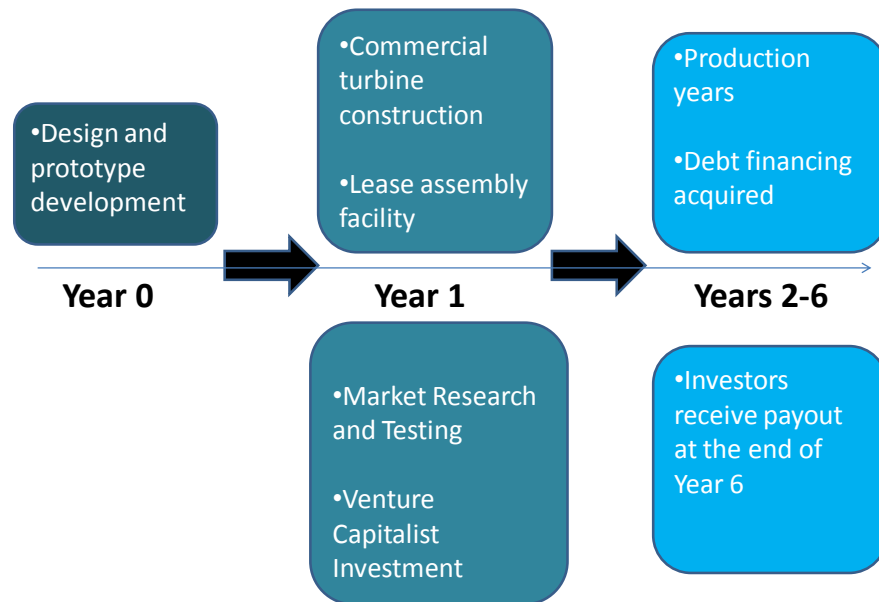 •Design and
prototype
development
•Commercial
turbine
construction
•Lease assembly
facility
•Production
years
•Debt financing
acquired
Year 0
Year 1
Years 2-6
•Market Research
and Testing
•Venture
Capitalist
Investment
•Investors
receive payout
at the end of
Year 6